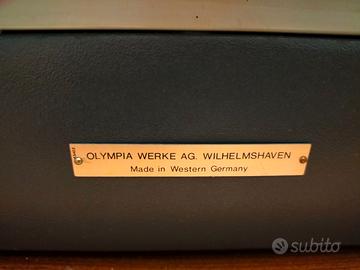 OLYMPIA WERKE AG. WILHELMSHAVEN
Made in Western Germany
subito